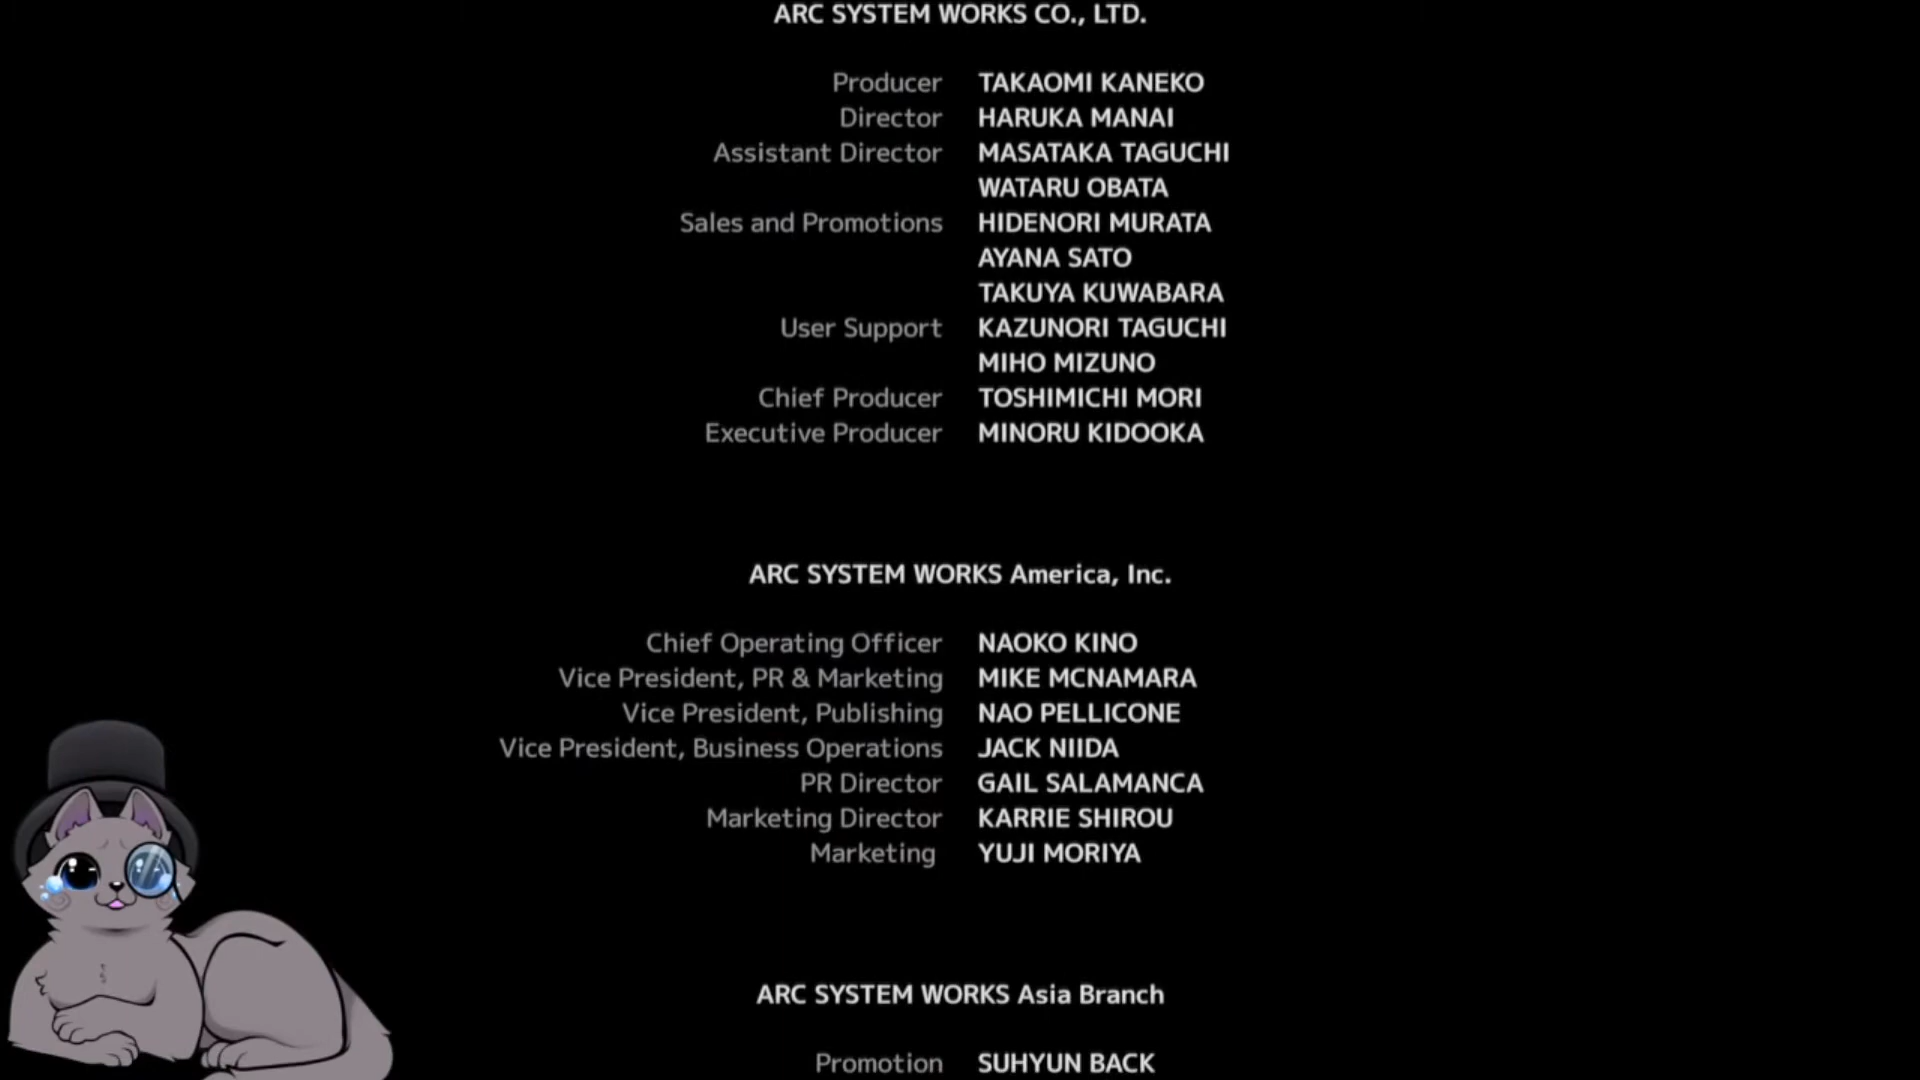 ARC SYSTEM WORKS CO., LTD.
Producer TAKAOMI KANEKO
Director HARUKA MANAI
Assistant Director MASATAKA TAGUCHI
WATARU OBATA
Sales and Promotions HIDENORI MURATA
AYANA SATO
TAKUYA KUWABARA
User Support KAZUNORI TAGUCHI
MIHO MIZUNO
Chief Producer TOSHIMICHI MORI
Executive Producer MINORU KIDOOKA
ARC SYSTEM WORKS America, Inc.
Chief Operating Officer NAOKO KINO
Vice President, PR & Marketing MIKE MCNAMARA
Vice President, Publishing NAO PELLICONE
Vice President, Business Operations JACK NIIDA
PR Director GAIL SALAMANCA
Marketing Director KARRIE SHIROU
Marketing YUJI MORIYA
ARC SYSTEM WORKS Asia Branch
Promotion SUHYUN BACK